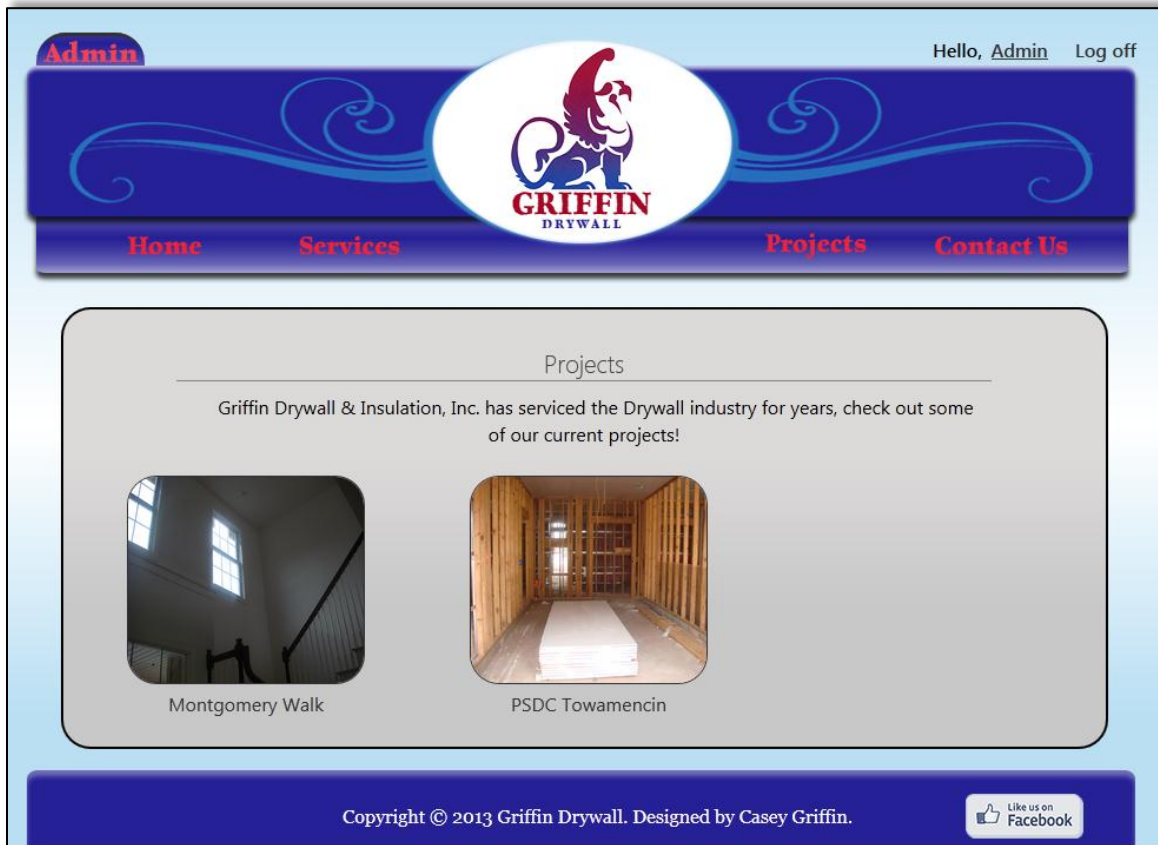 Admin
Hello, Admin Log off
GRIFFIN
DRYWALL
Home Services Projects Contact Us
Projects
Griffin Drywall & Insulation, Inc. has serviced the Drywall industry for years, check out some
of our current projects!
Montgomery Walk PSDC Towamencin
Copyright © 2013 Griffin Drywall. Designed by Casey Griffin.
Like us on
Facebook